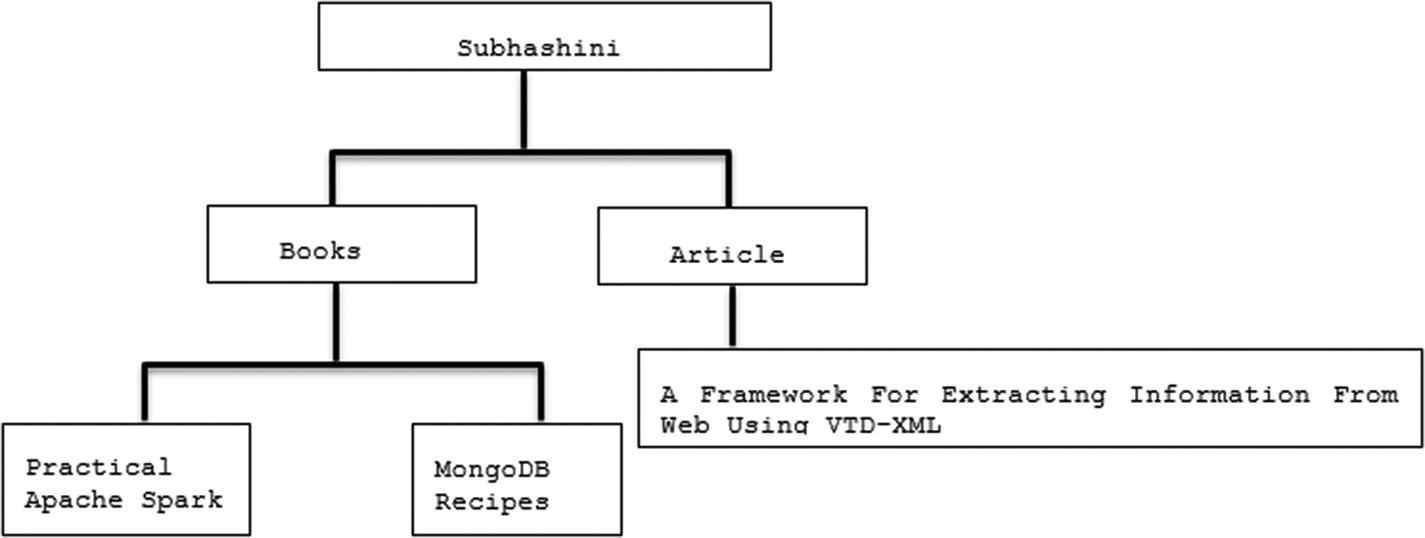 Subhashini
Books
Article
A Framework For Extracting Information From
Web Using VTD-XML
Practical
Apache Spark
MongoDB
Recipes